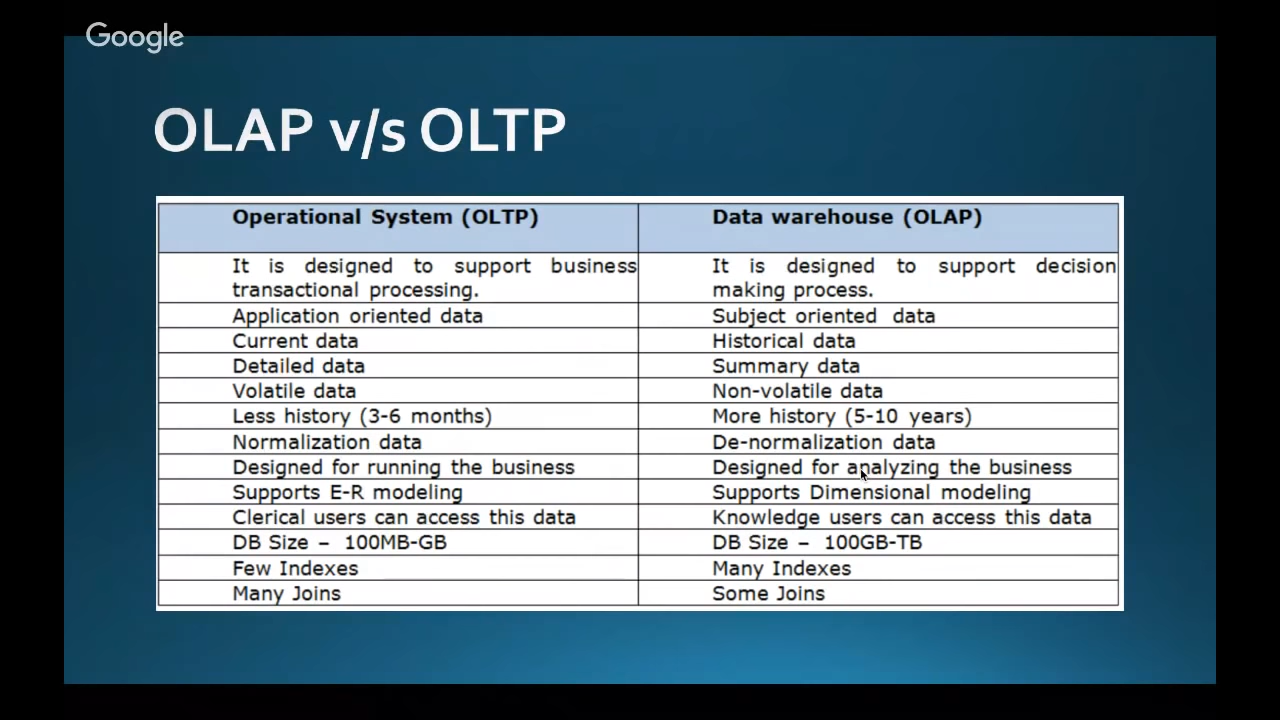 Google
OLAP v/s OLTP
Operational System (OLTP) Data warehouse (OLAP)
It is designed to support business It is designed to support decision
transactional processing. making process.
Application oriented data Subject oriented data
Current data Historical data
Detailed data Summary data
Volatile data Non-volatile data
Less history (3-6 months) More history (5-10 years)
Normalization data De-normalization data
Designed for running the business Designed for analyzing the business
Supports E-R modeling Supports Dimensional modeling
Clerical users can access this data Knowledge users can access this data
DB Size – 100MB-GB DB Size – 100GB-TB
Few Indexes Many Indexes
Many Joins Some Joins